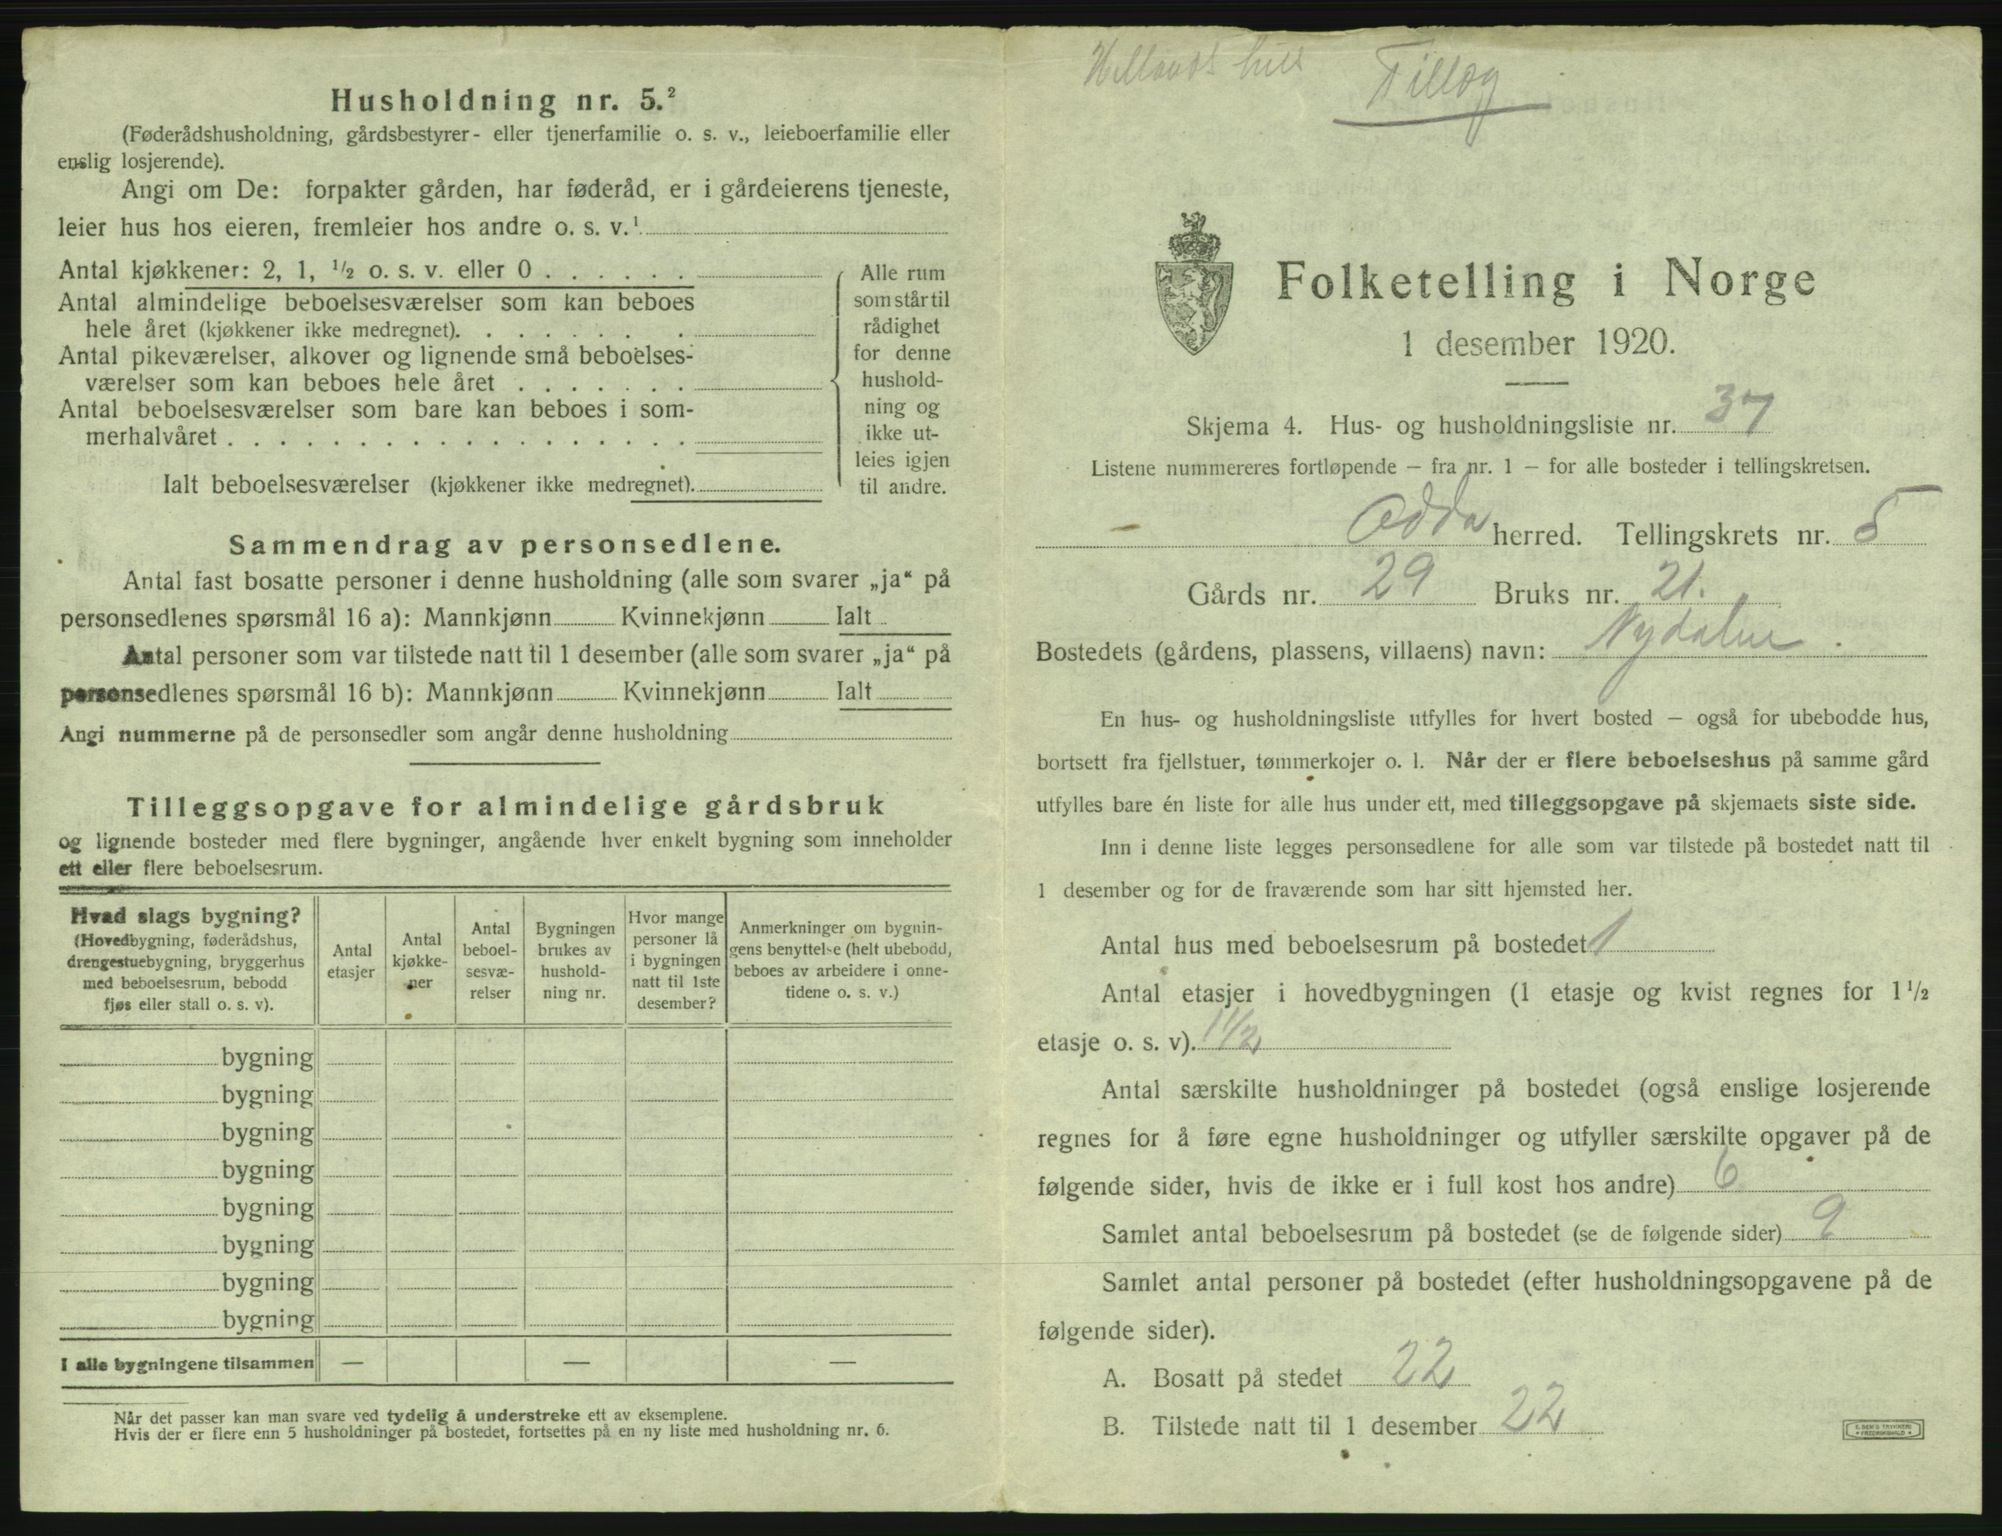 Husholdning nr. 5.²
(Føderådshusholdning, gårdsbestyrer- eller tjenerfamilie o. s. v., leieboerfamilie eller
enslig losjerende).
Angi om De: forpakter gården, har føderåd, er i gårdeierens tjeneste,
leier hus hos eieren, fremleier hos andre o. s. v.¹
Antal kjøkkener: 2, 1, ½ o. s. v. eller 0 . . . . . .
Antal almindelige beboelsesværelser som kan beboes
hele året (kjøkkener ikke medregnet). . . . . . . .
Antal pikeværelser, alkover og lignende små beboelses-
værelser som kan beboes hele året . . . . . . .
Antal beboelsesværelser som bare kan beboes i som-
merhalvåret . . . . . . . . . . . . . . . . . .
Ialt beboelsesværelser (kjøkkener ikke medregnet).
Alle rum
som står til
rådighet
for denne
hushold-
ning og
ikke ut-
leies igjen
til andre.
Sammendrag av personsedlene.
Antal fast bosatte personer i denne husholdning (alle som svarer „ja“ på
personsedlenes spørsmål 16 a): Mannkjønn Kvinnekjønn Ialt
Antal personer som var tilstede natt til 1 desember (alle som svarer „ja“ på
personsedlenes spørsmål 16 b): Mannkjønn Kvinnekjønn Ialt
Angi nummerne på de personsedler som angår denne husholdning
Tilleggsopgave for almindelige gårdsbruk
og lignende bosteder med flere bygninger, angående hver enkelt bygning som inneholder
ett eller flere beboelsesrum.
Hvad slags bygning?
(Hovedbygning, føderådshus,
drengestuebygning, bryggerhus
med beboelsesrum, bebodd
fjøs eller stall o. s. v).
Antal
etasjer
Antal
kjøkke-
ner
Antal
beboel-
sesvæ-
relser
Bygningen
brukes av
hushold-
ning nr.
Hvor mange
personer lå
i bygningen
natt til 1ste
desember?
Anmerkninger om bygnin-
gens benyttelse (helt ubebodd,
beboes av arbeidere i onne-
tidene o. s. v.)
bygning
bygning
bygning
bygning
bygning
bygning
bygning
bygning
I alle bygningene tilsammen — — —
Når det passer kan man svare ved tydelig å understreke ett av eksemplene.
Hvis der er flere enn 5 husholdninger på bostedet, fortsettes på en ny liste med husholdning nr. 6.
Tillæg
Folketelling i Norge
1 desember 1920.
Skjema 4. Hus- og husholdningsliste nr. 37
Listene nummereres fortløpende — fra nr. 1 — for alle bosteder i tellingskretsen.
Odda herred. Tellingskrets nr. 5
Gårds nr. 29 Bruks nr. 21.
Bostedets (gårdens, plassens, villaens) navn: Nydalen.
En hus- og husholdningsliste utfylles for hvert bosted — også for ubebodde hus,
bortsett fra fjellstuer, tømmerkojer o. l. Når der er flere beboelseshus på samme gård
utfylles bare én liste for alle hus under ett, med tilleggsopgave på skjemaets siste side.
Inn i denne liste legges personsedlene for alle som var tilstede på bostedet natt til
1 desember og for de fraværende som har sitt hjemsted her.
Antal hus med beboelsesrum på bostedet 1
Antal etasjer i hovedbygningen (1 etasje og kvist regnes for 1½
etasje o. s. v). 1 1/2
Antal særskilte husholdninger på bostedet (også enslige losjerende
regnes for å føre egne husholdninger og utfyller særskilte opgaver på de
følgende sider, hvis de ikke er i full kost hos andre) 6
Samlet antal beboelsesrum på bostedet (se de følgende sider) 9
Samlet antal personer på bostedet (efter husholdningsopgavene på de
følgende sider).
A. Bosatt på stedet 22
B. Tilstede natt til 1 desember 22